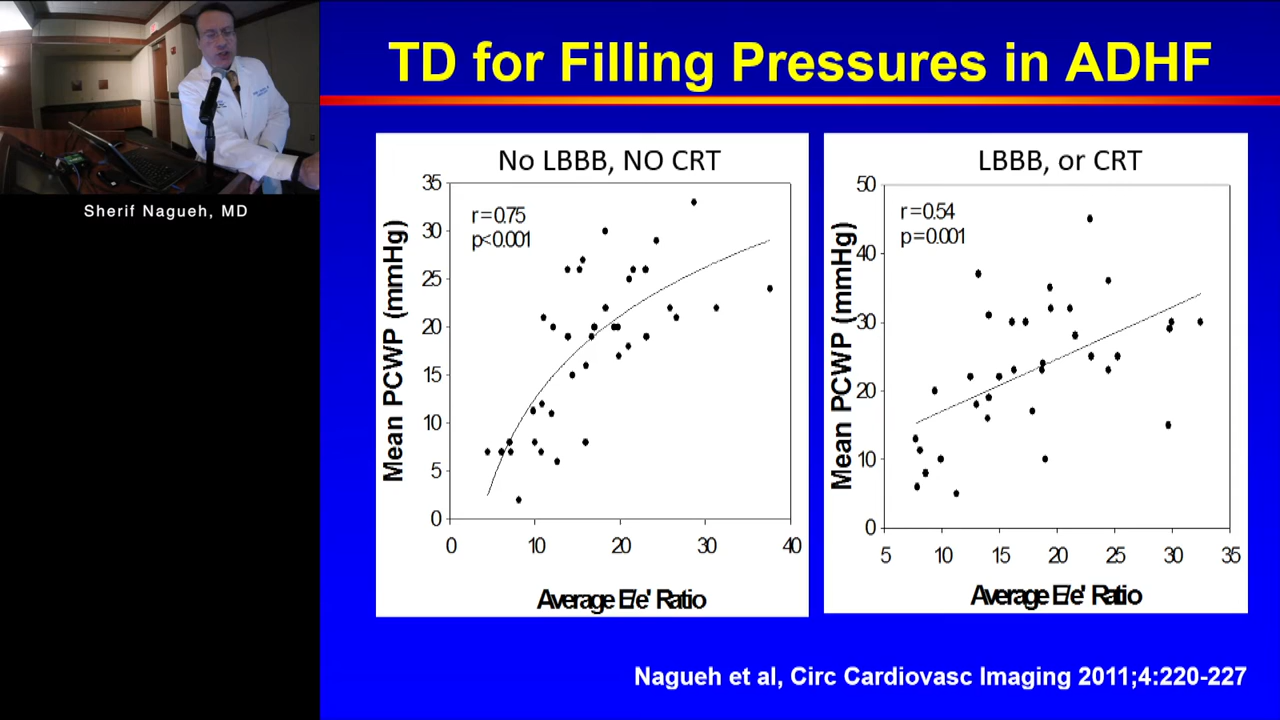 TD for Filling Pressures in ADHF
Sherif Nagueh, MD
No LBBB, NO CRT
r=0.75
p<0.001
Mean PCWP (mmHg)
35
30
25
20
15
10
5
0
0 10 20 30 40
Average E/e' Ratio
LBBB, or CRT
r=0.54
p=0.001
Mean PCWP (mmHg)
50
40
30
20
10
0
5 10 15 20 25 30 35
Average E/e' Ratio
Nagueh et al, Circ Cardiovasc Imaging 2011;4:220-227